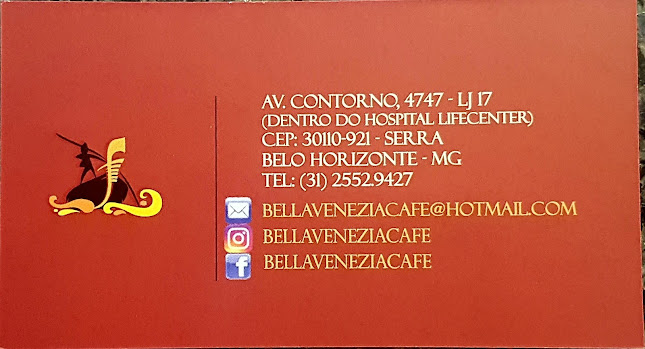 AV. CONTORNO, 4747 - LJ 17
(DENTRO DO HOSPITAL LIFECENTER)
CEP: 30110-921 - SERRA
BELO HORIZONTE - MG
TEL: (31) 2552.9427
BELLAVENEZIACAFE@HOTMAIL.COM
BELLAVENEZIACAFE
BELLAVENEZIACAFE